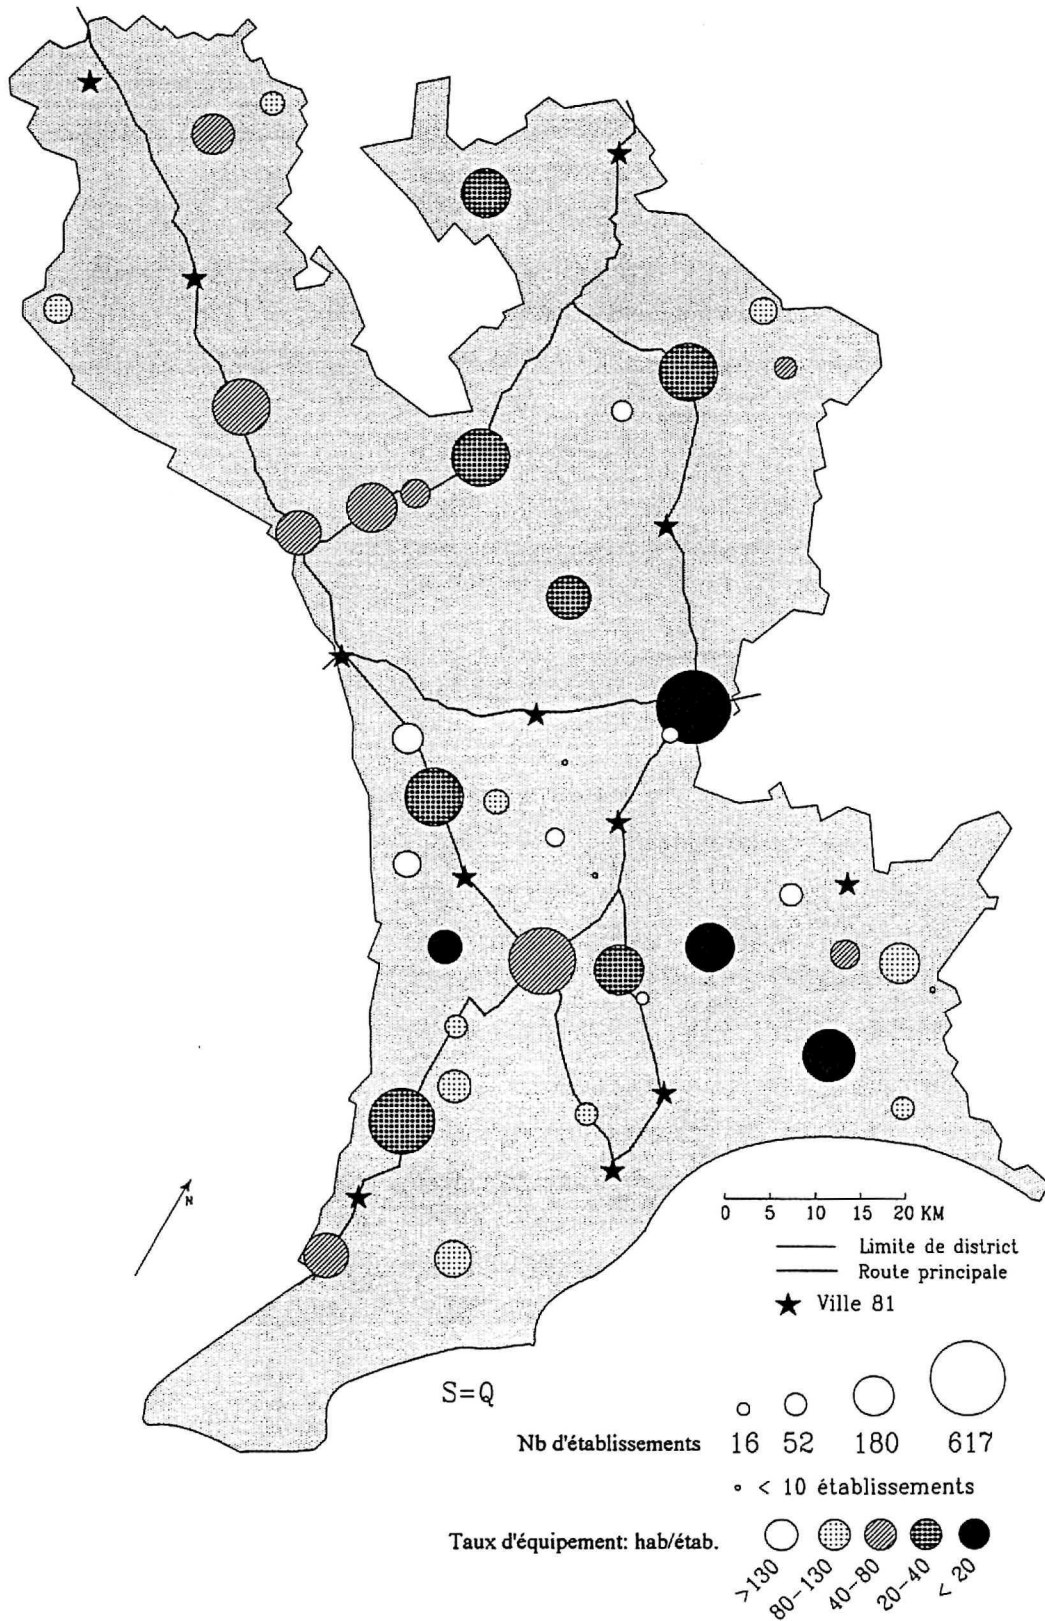 N
0 5 10 15 20 KM
Limite de district
Route principale
Ville 81
S=Q
Nb d'établissements 16 52 180 617
< 10 établissements
Taux d'équipement: hab/étab.
>130 80-130 40-80 20-40 < 20